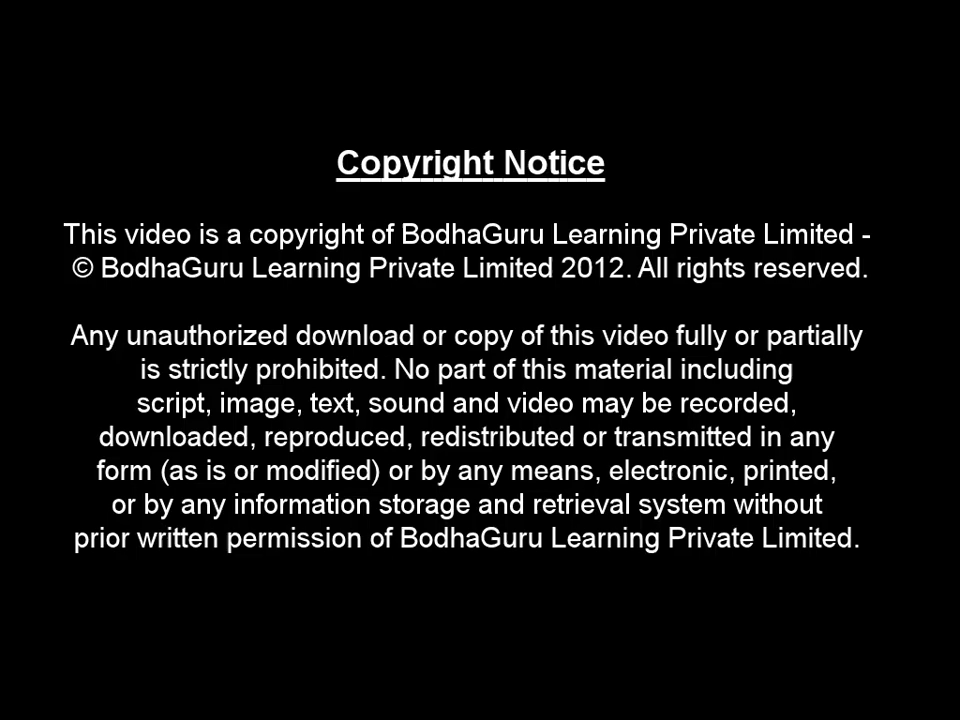 Copyright Notice
This video is a copyright of BodhaGuru Learning Private Limited -
© BodhaGuru Learning Private Limited 2012. All rights reserved.
Any unauthorized download or copy of this video fully or partially
is strictly prohibited. No part of this material including
script, image, text, sound and video may be recorded,
downloaded, reproduced, redistributed or transmitted in any
form (as is or modified) or by any means, electronic, printed,
or by any information storage and retrieval system without
prior written permission of BodhaGuru Learning Private Limited.